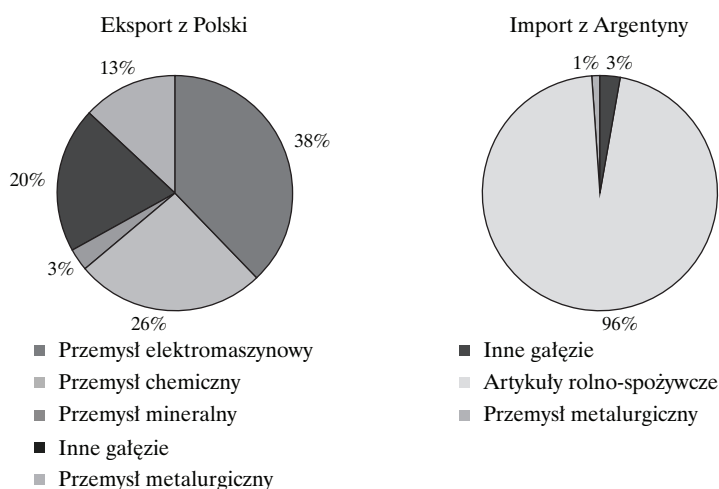 Eksport z Polski
13%
38%
20%
3%
26%
Przemysł elektromaszynowy
Przemysł chemiczny
Przemysł mineralny
Inne gałęzie
Przemysł metalurgiczny
Import z Argentyny
1% 3%
96%
Inne gałęzie
Artykuły rolno-spożywcze
Przemysł metalurgiczny